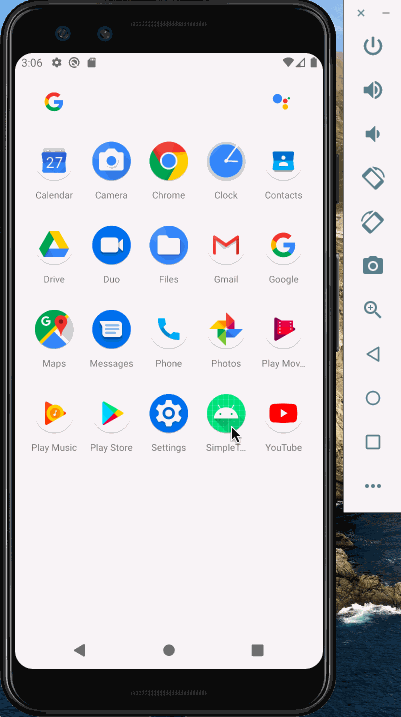 3:06
Calendar Camera Chrome Clock Contacts
27
Drive Duo Files Gmail Google
Maps Messages Phone Photos Play Mov...
Play Music Play Store Settings SimpleT... YouTube